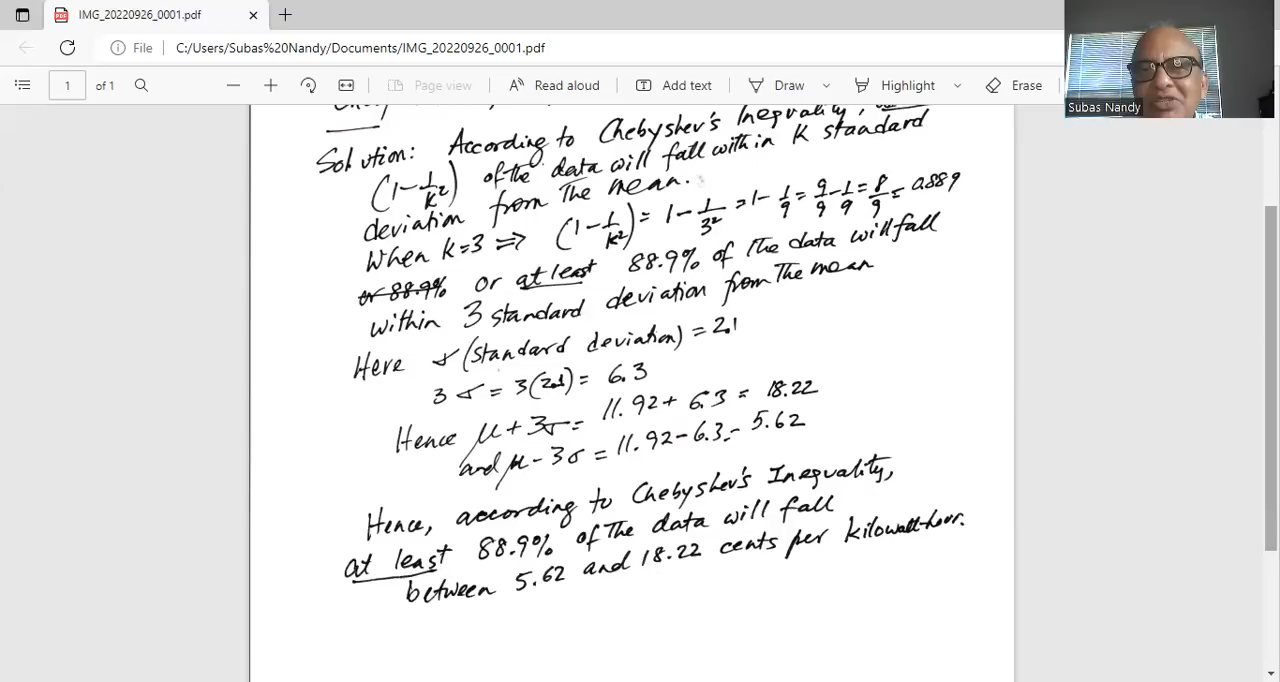 IMG_20220926_0001.pdf
File
C:/Users/Subas%20Nandy/Documents/IMG_20220926_0001.pdf
1
of 1
Page view
Read aloud
Add text
Draw
Highlight
Erase
Subas Nandy
Solution: According to Chebyshev's Inequality,
(1-1/K²) of the data will fall within K standard
deviation from The mean.
When K=3 => (1-1/K²) = 1-1/3² = 1-1/9 = 9/9-1/9 = 8/9 = 0.889
or 88.9% or at least 88.9% of The data will fall
within 3 standard deviation from The mean
Here σ (standard deviation) = 2.1
3σ = 3(2.1) = 6.3
Hence μ + 3σ = 11.92 + 6.3 = 18.22
and μ - 3σ = 11.92 - 6.3 = 5.62
Hence, according to Chebyshev's Inequality,
at least 88.9% of The data will fall
between 5.62 and 18.22 cents per kilowatt-hour.